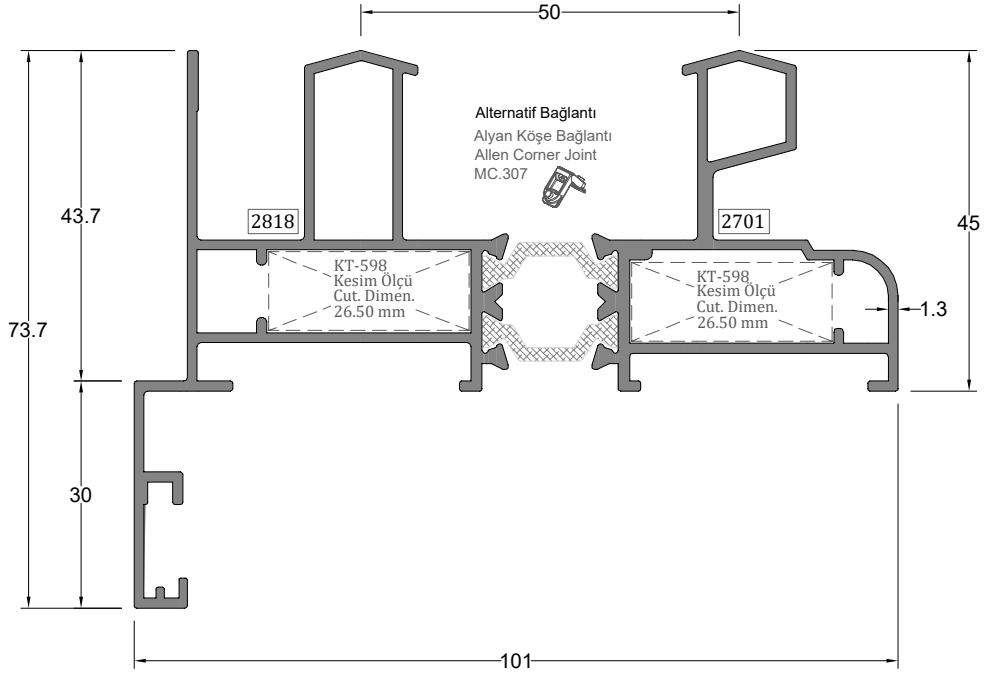 50
Alternatif Bağlantı
Alyan Köşe Bağlantı
Allen Corner Joint
MC.307
43.7
2818
2701
45
KT-598
Kesim Ölçü
Cut. Dimen.
26.50 mm
KT-598
Kesim Ölçü
Cut. Dimen.
26.50 mm
1.3
73.7
30
101